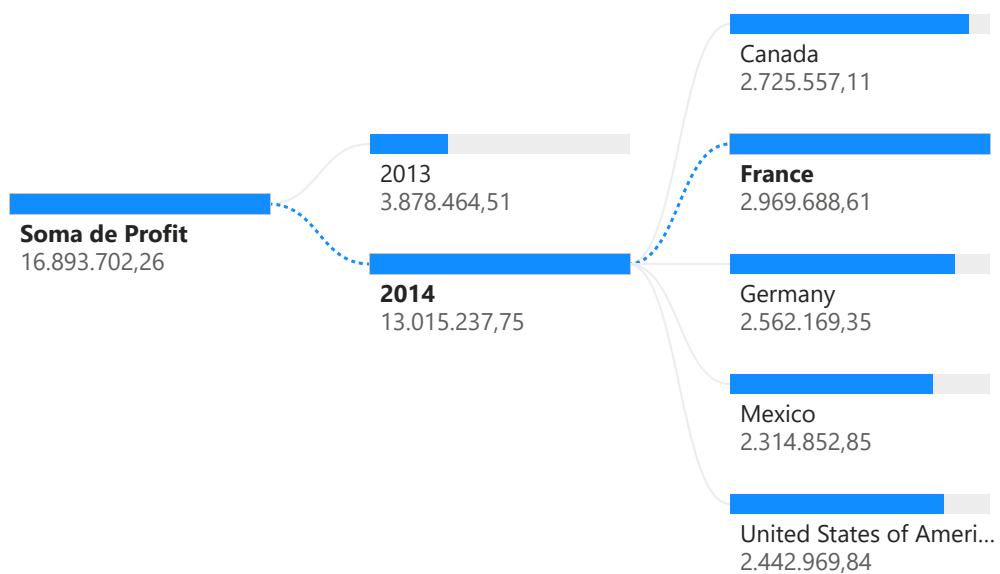 Soma de Profit
16.893.702,26
2013
3.878.464,51
2014
13.015.237,75
Canada
2.725.557,11
France
2.969.688,61
Germany
2.562.169,35
Mexico
2.314.852,85
United States of Ameri...
2.442.969,84